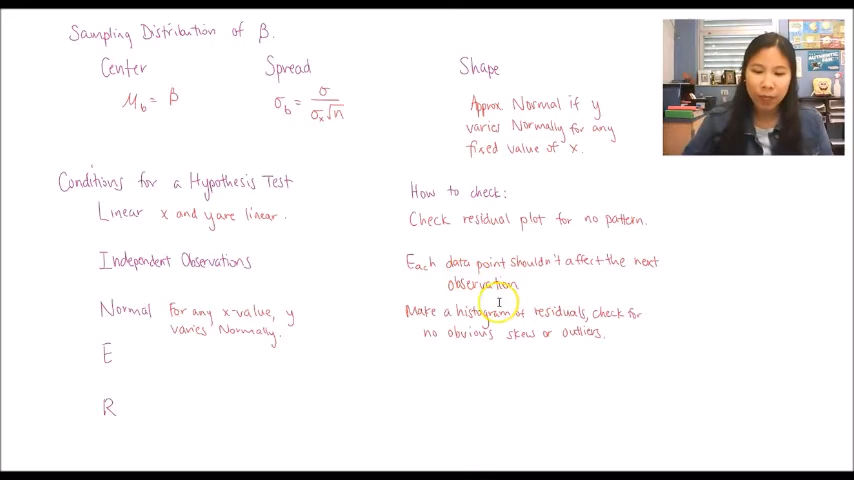 Sampling Distribution of β.
Center
Spread
Shape
μb = β
σb = σ / σx√n
Approx Normal if y
varies Normally for any
fixed value of x.
Conditions for a Hypothesis Test
How to check:
Linear x and y are linear.
Check residual plot for no pattern.
Independent Observations
Each data point shouldn't affect the next
observation
Normal For any x-value, y
varies Normally.
Make a histogram of residuals, check for
no obvious skew or outliers.
E
R